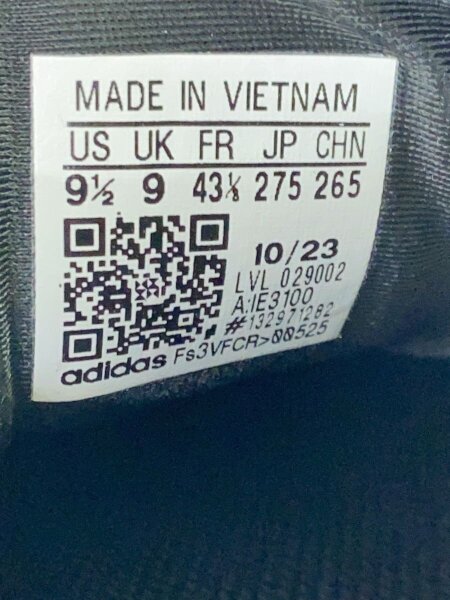 MADE IN VIETNAM
US UK FR JP CHN
9½ 9 43⅓ 275 265
10/23
LVL 029002
A:IE3100
#132971282
adidas Fs3VFCR>00525